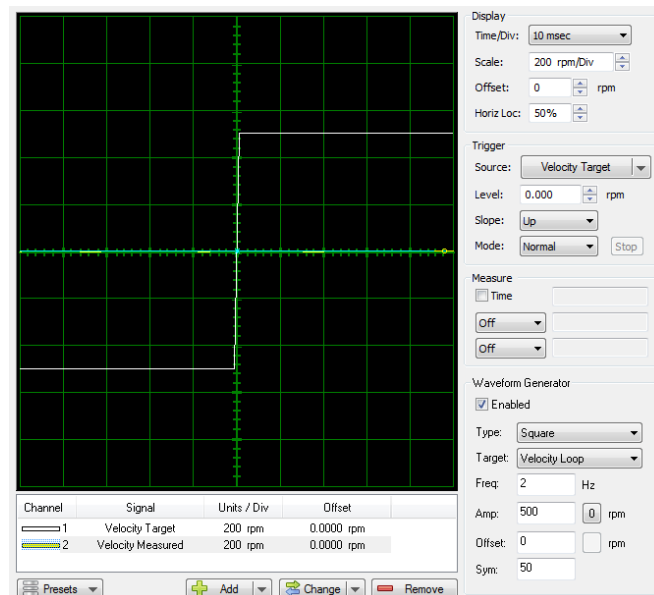 Display
Time/Div: 10 msec
Scale: 200 rpm/Div
Offset: 0 rpm
Horiz Loc: 50%
Trigger
Source: Velocity Target
Level: 0.000 rpm
Slope: Up
Mode: Normal Stop
Measure
Time
Off
Off
Waveform Generator
Enabled
Type: Square
Target: Velocity Loop
Freq: 2 Hz
Amp: 500 0 rpm
Offset: 0 rpm
Sym: 50
Channel Signal Units / Div Offset
1 Velocity Target 200 rpm 0.0000 rpm
2 Velocity Measured 200 rpm 0.0000 rpm
Presets Add Change Remove